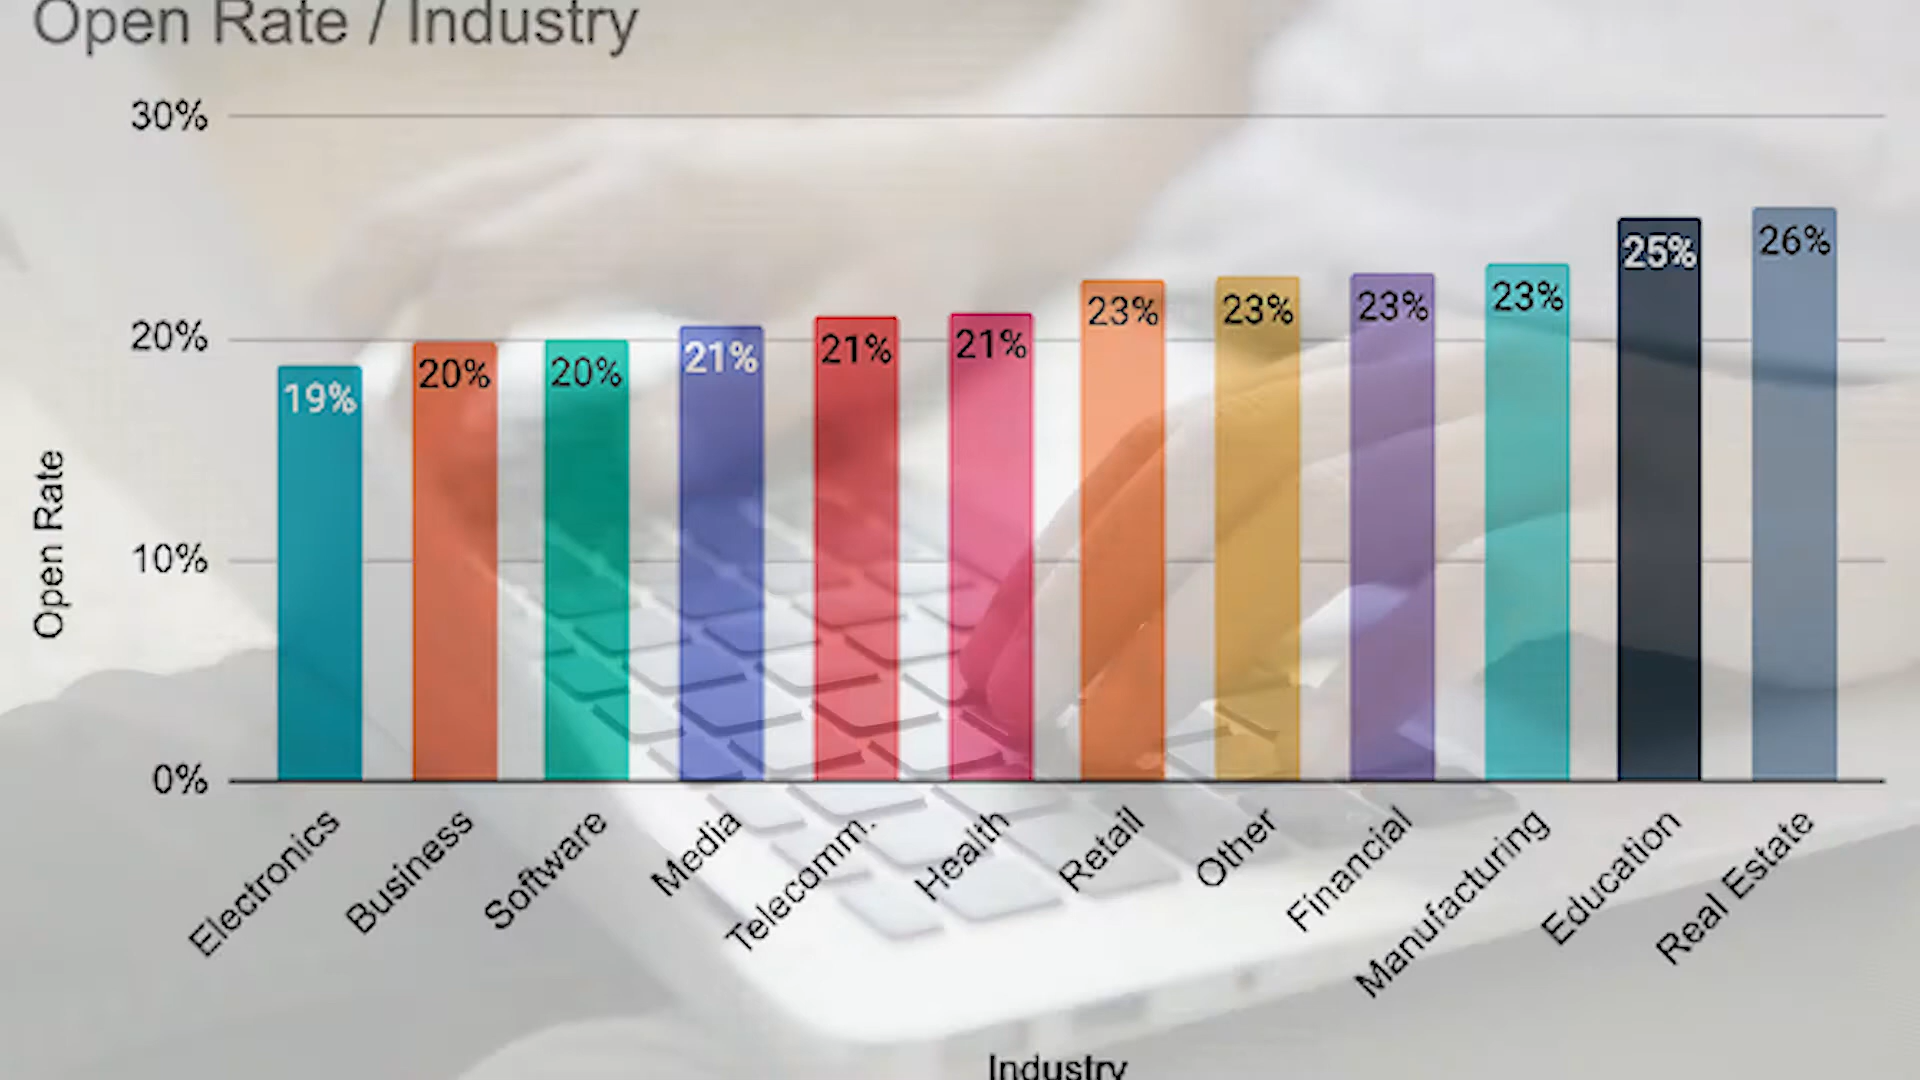 Open Rate / Industry
30%
20%
10%
0%
Open Rate
19%
20%
20%
21%
21%
21%
23%
23%
23%
23%
25%
26%
Electronics
Business
Software
Media
Telecomm.
Health
Retail
Other
Financial
Manufacturing
Education
Real Estate
Industry